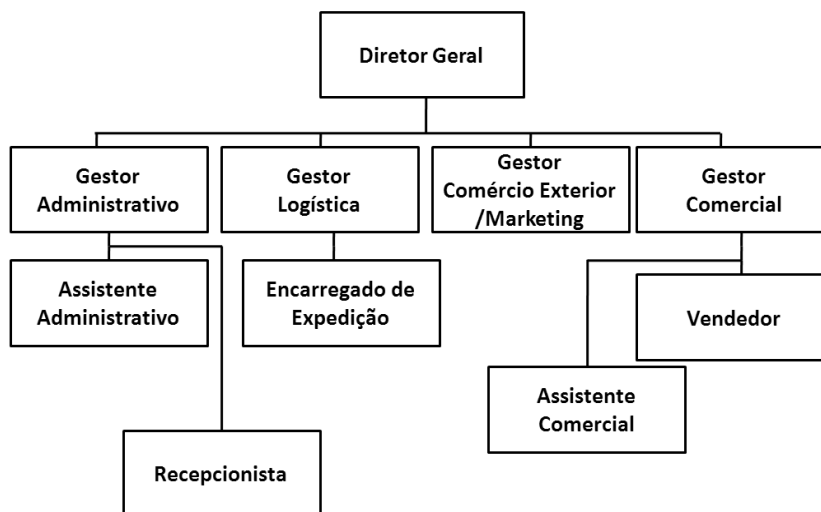 Diretor Geral
Gestor
Administrativo
Gestor
Logística
Gestor
Comércio Exterior
/Marketing
Gestor
Comercial
Assistente
Administrativo
Encarregado de
Expedição
Vendedor
Assistente
Comercial
Recepcionista